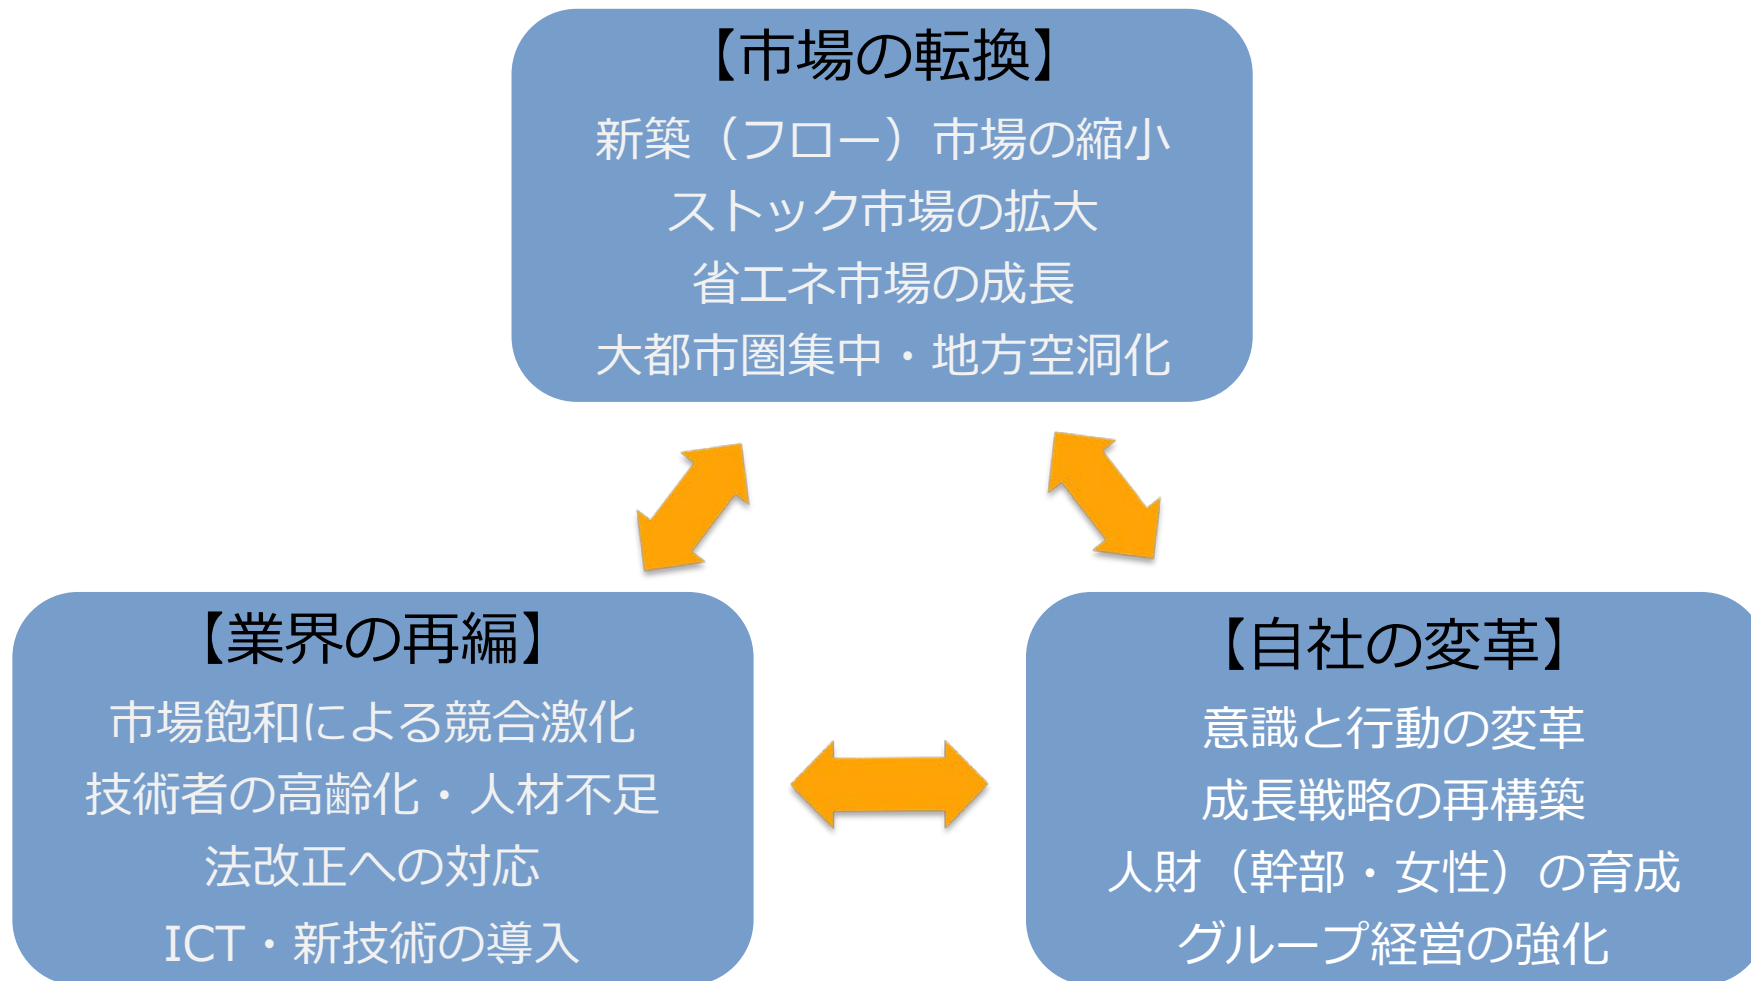 【市場の転換】
新築（フロー）市場の縮小
ストック市場の拡大
省エネ市場の成長
大都市圏集中・地方空洞化
【業界の再編】
市場飽和による競合激化
技術者の高齢化・人材不足
法改正への対応
ICT・新技術の導入
【自社の変革】
意識と行動の変革
成長戦略の再構築
人財（幹部・女性）の育成
グループ経営の強化